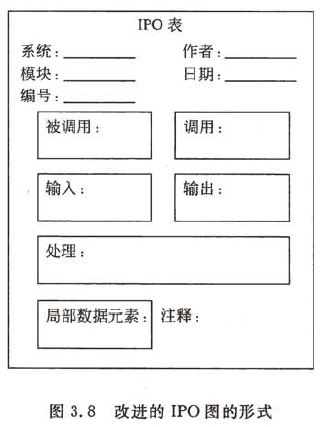 IPO 表
系统: 作者:
模块: 日期:
编号:
被调用: 调用:
输入: 输出:
处理:
局部数据元素: 注释:
图 3.8 改进的 IPO 图的形式